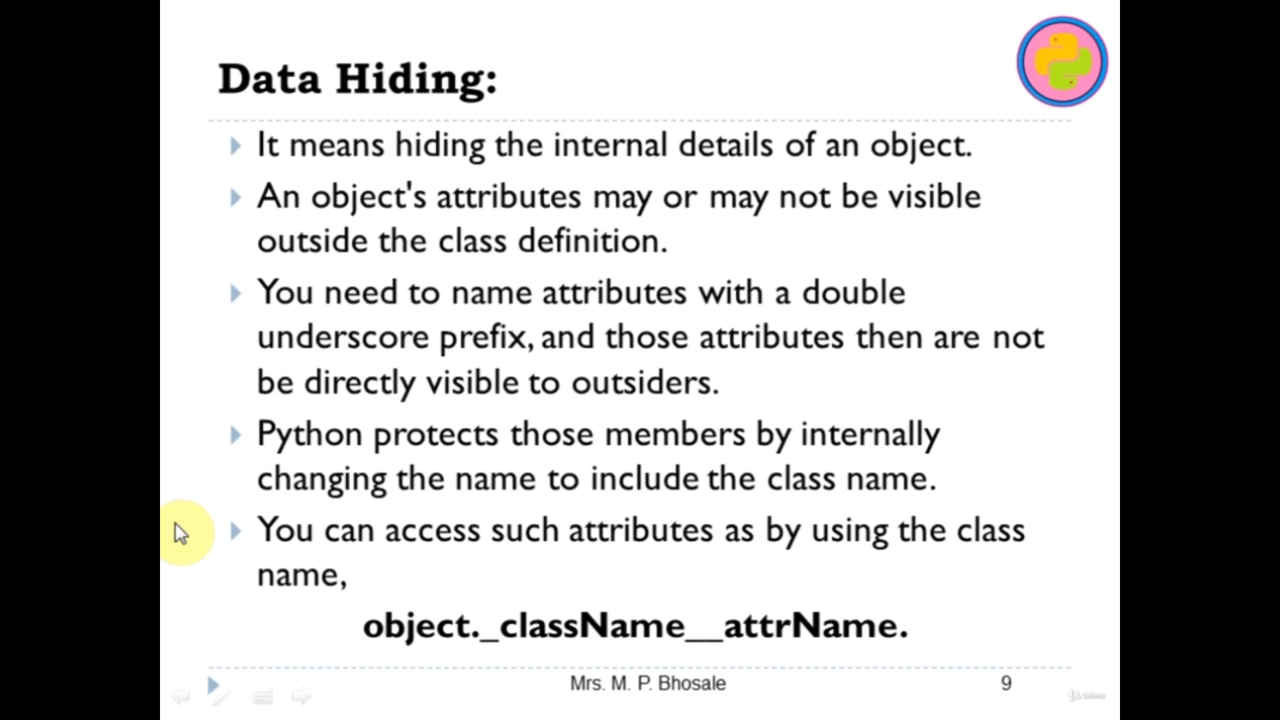 Data Hiding:
It means hiding the internal details of an object.
An object's attributes may or may not be visible
outside the class definition.
You need to name attributes with a double
underscore prefix, and those attributes then are not
be directly visible to outsiders.
Python protects those members by internally
changing the name to include the class name.
You can access such attributes as by using the class
name,
object._className__attrName.
Mrs. M. P. Bhosale
9
Udemy